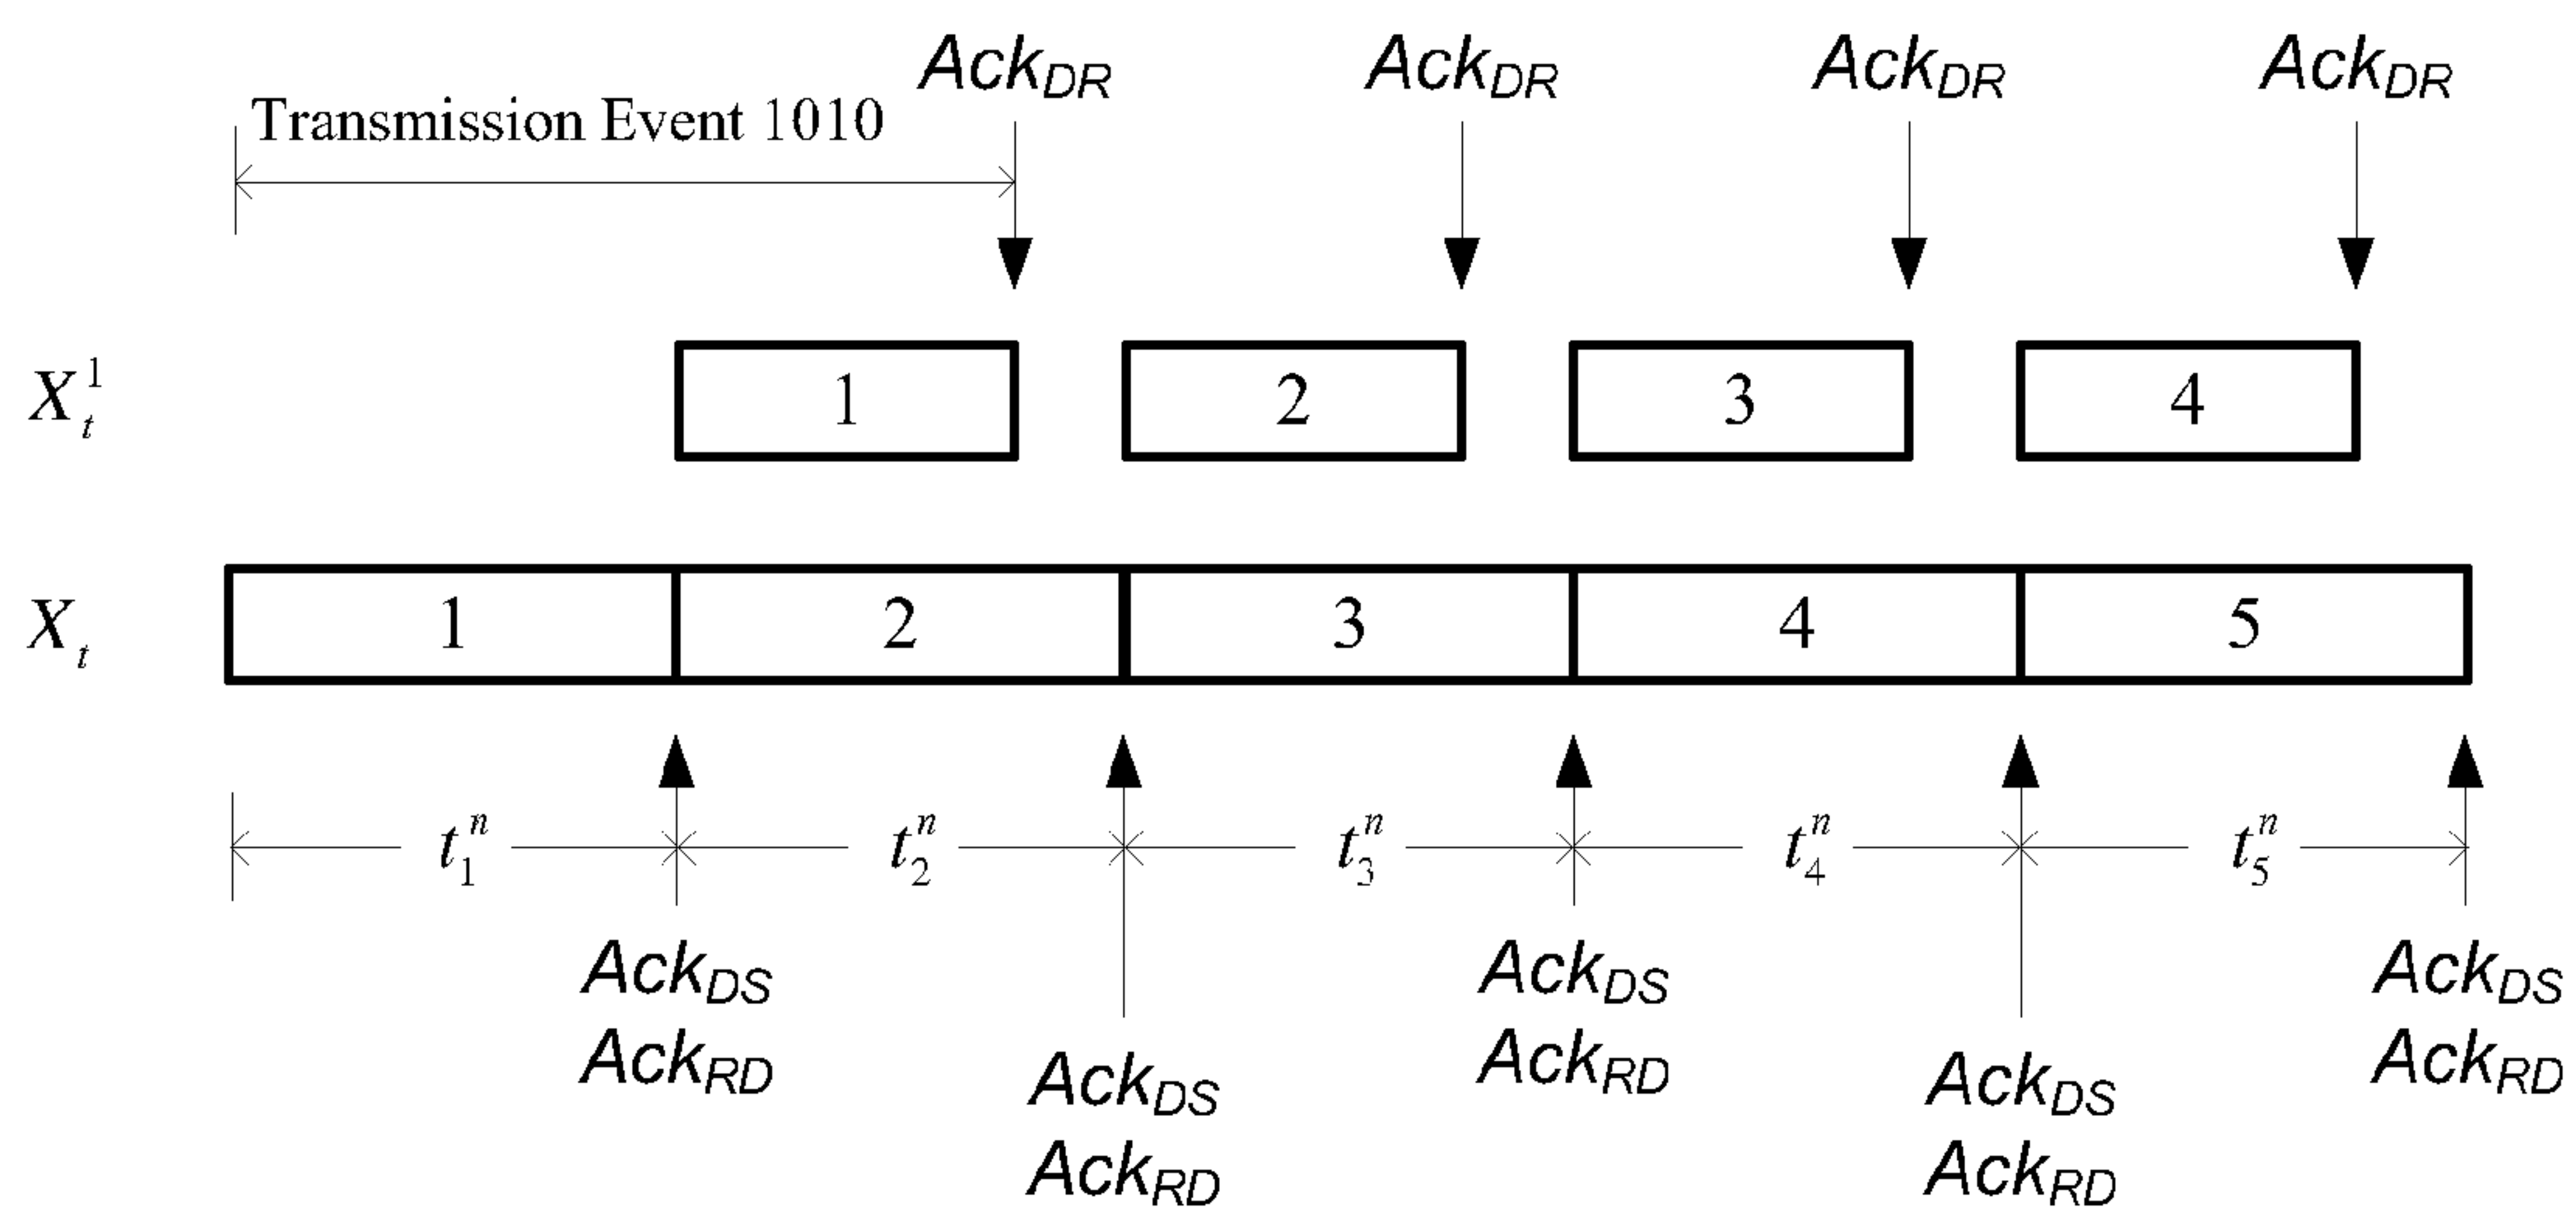 Ack_DR Ack_DR Ack_DR Ack_DR
Transmission Event 1010
X_t^1 1 2 3 4
X_t 1 2 3 4 5
t_1^n t_2^n t_3^n t_4^n t_5^n
Ack_DS Ack_DS Ack_DS
Ack_RD Ack_RD Ack_RD
Ack_DS Ack_DS
Ack_RD Ack_RD